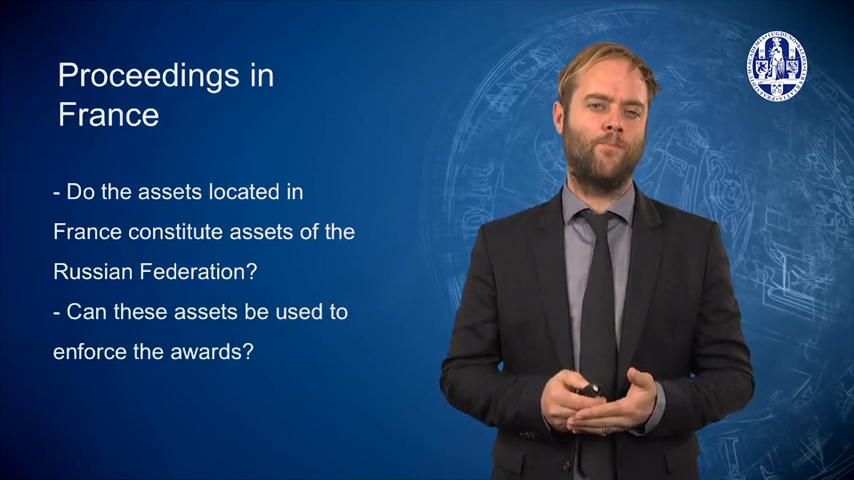 Proceedings in
France
- Do the assets located in
France constitute assets of the
Russian Federation?
- Can these assets be used to
enforce the awards?